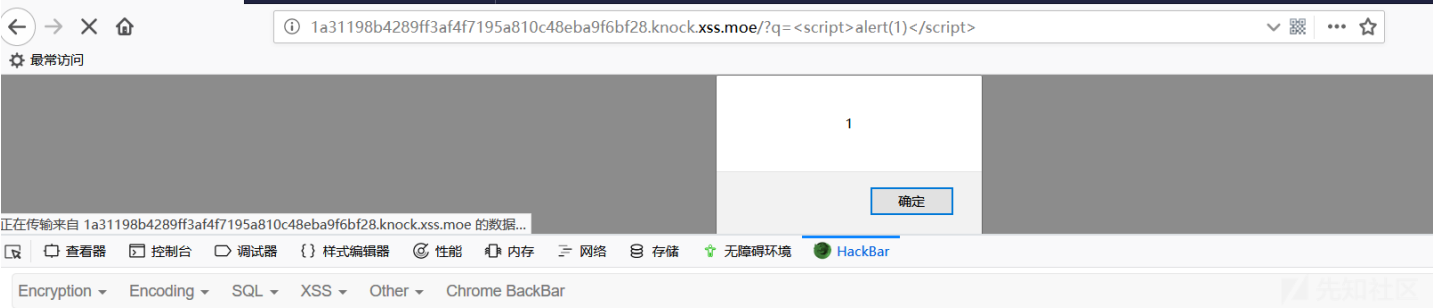 1a31198b4289ff3af4f7195a810c48eba9f6bf28.knock.xss.moe/?q=<script>alert(1)</script>
最常访问
1
确定
正在传输来自 1a31198b4289ff3af4f7195a810c48eba9f6bf28.knock.xss.moe 的数据...
查看器 控制台 调试器 {} 样式编辑器 性能 内存 网络 存储 无障碍环境 HackBar
Encryption Encoding SQL XSS Other Chrome BackBar
先知社区